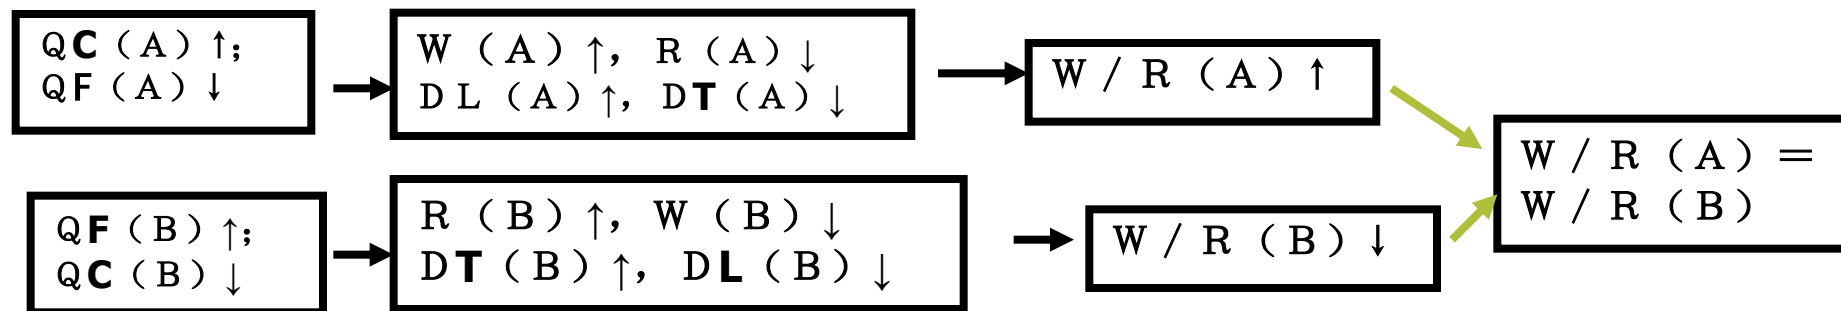 QC（A）↑;
QF（A）↓
W（A）↑, R（A）↓
DL（A）↑, DT（A）↓
W/R（A）↑
QF（B）↑;
QC（B）↓
R（B）↑, W（B）↓
DT（B）↑, DL（B）↓
W/R（B）↓
W/R（A）=
W/R（B）